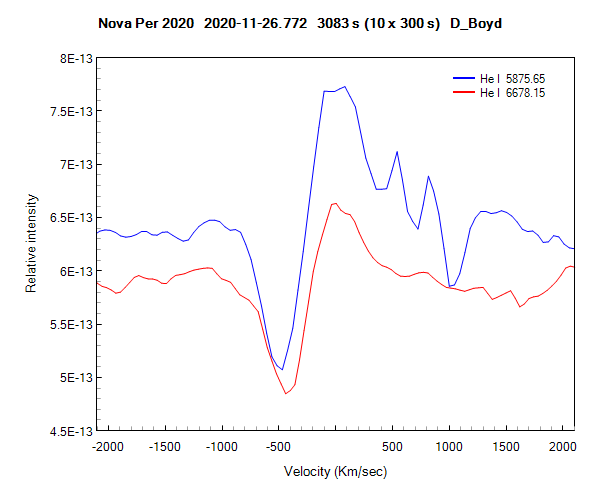 Nova Per 2020 2020-11-26.772 3083 s (10 x 300 s) D_Boyd
8E-13
He I 5875.65
He I 6678.15
7.5E-13
7E-13
6.5E-13
6E-13
5.5E-13
5E-13
4.5E-13
Relative intensity
-2000 -1500 -1000 -500 500 1000 1500 2000
Velocity (Km/sec)